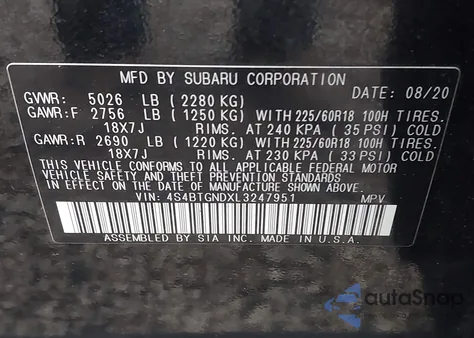 MFD BY SUBARU CORPORATION
GVWR: 5026 LB (2280 KG) DATE: 08/20
GAWR:F 2756 LB (1250 KG) WITH 225/60R18 100H TIRES.
18X7J RIMS. AT 240 KPA (35 PSI) COLD
GAWR:R 2690 LB (1220 KG) WITH 225/60R18 100H TIRES.
18X7J RIMS. AT 230 KPA (33 PSI) COLD
THIS VEHICLE CONFORMS TO ALL APPLICABLE FEDERAL MOTOR
VEHICLE SAFETY AND THEFT PREVENTION STANDARDS
IN EFFECT ON THE DATE OF MANUFACTURE SHOWN ABOVE.
VIN: 4S4BTGNDXL3247951 MPV
ASSEMBLED BY SIA INC. MADE IN U.S.A.
autaSnap